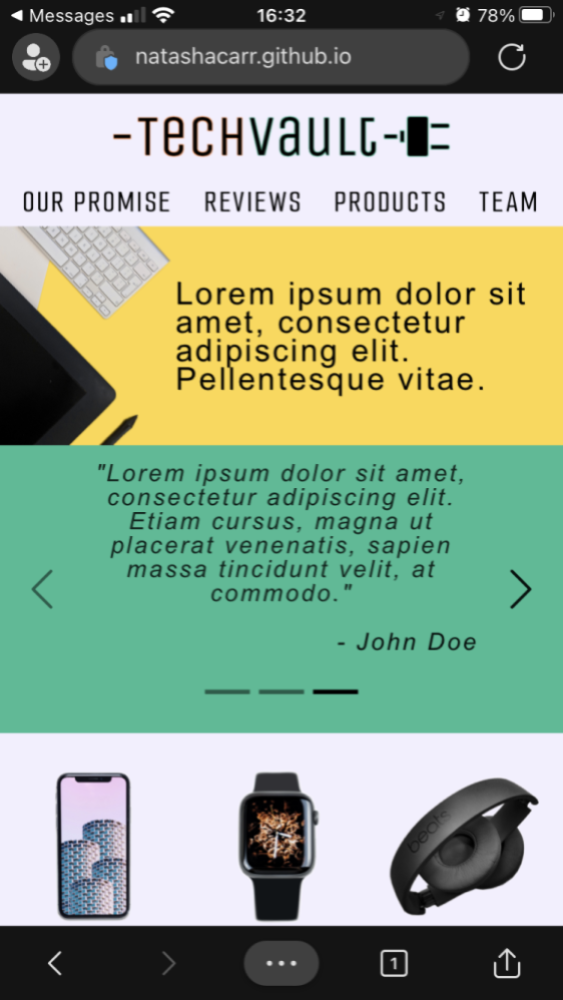 Messages 16:32 78%
natashacarr.github.io
TECHVAULT
OUR PROMISE REVIEWS PRODUCTS TEAM
Lorem ipsum dolor sit
amet, consectetur
adipiscing elit.
Pellentesque vitae.
"Lorem ipsum dolor sit amet,
consectetur adipiscing elit.
Etiam cursus, magna ut
placerat venenatis, sapien
massa tincidunt velit, at
commodo."
- John Doe
beats
1